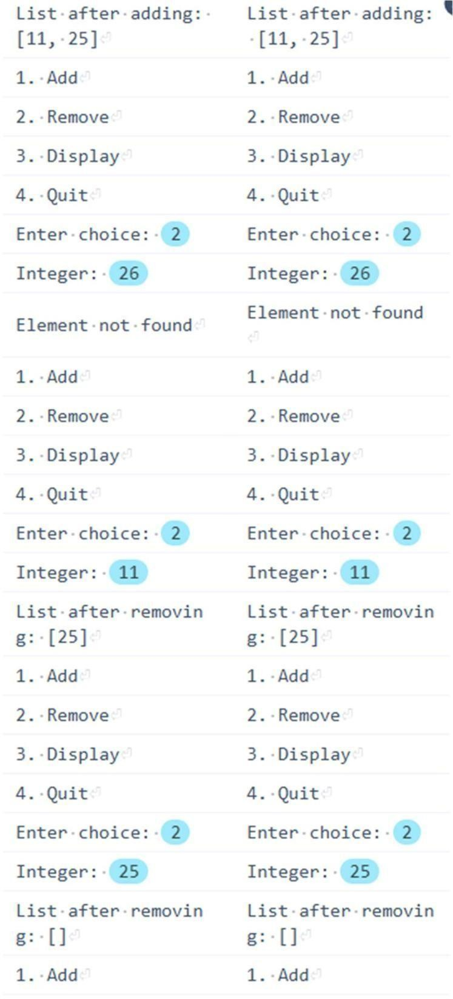 List after adding:
[11, 25]
1. Add
2. Remove
3. Display
4. Quit
Enter choice: 2
Integer: 26
Element not found
1. Add
2. Remove
3. Display
4. Quit
Enter choice: 2
Integer: 11
List after removin
g: [25]
1. Add
2. Remove
3. Display
4. Quit
Enter choice: 2
Integer: 25
List after removin
g: []
1. Add
List after adding:
[11, 25]
1. Add
2. Remove
3. Display
4. Quit
Enter choice: 2
Integer: 26
Element not found
1. Add
2. Remove
3. Display
4. Quit
Enter choice: 2
Integer: 11
List after removin
g: [25]
1. Add
2. Remove
3. Display
4. Quit
Enter choice: 2
Integer: 25
List after removin
g: []
1. Add